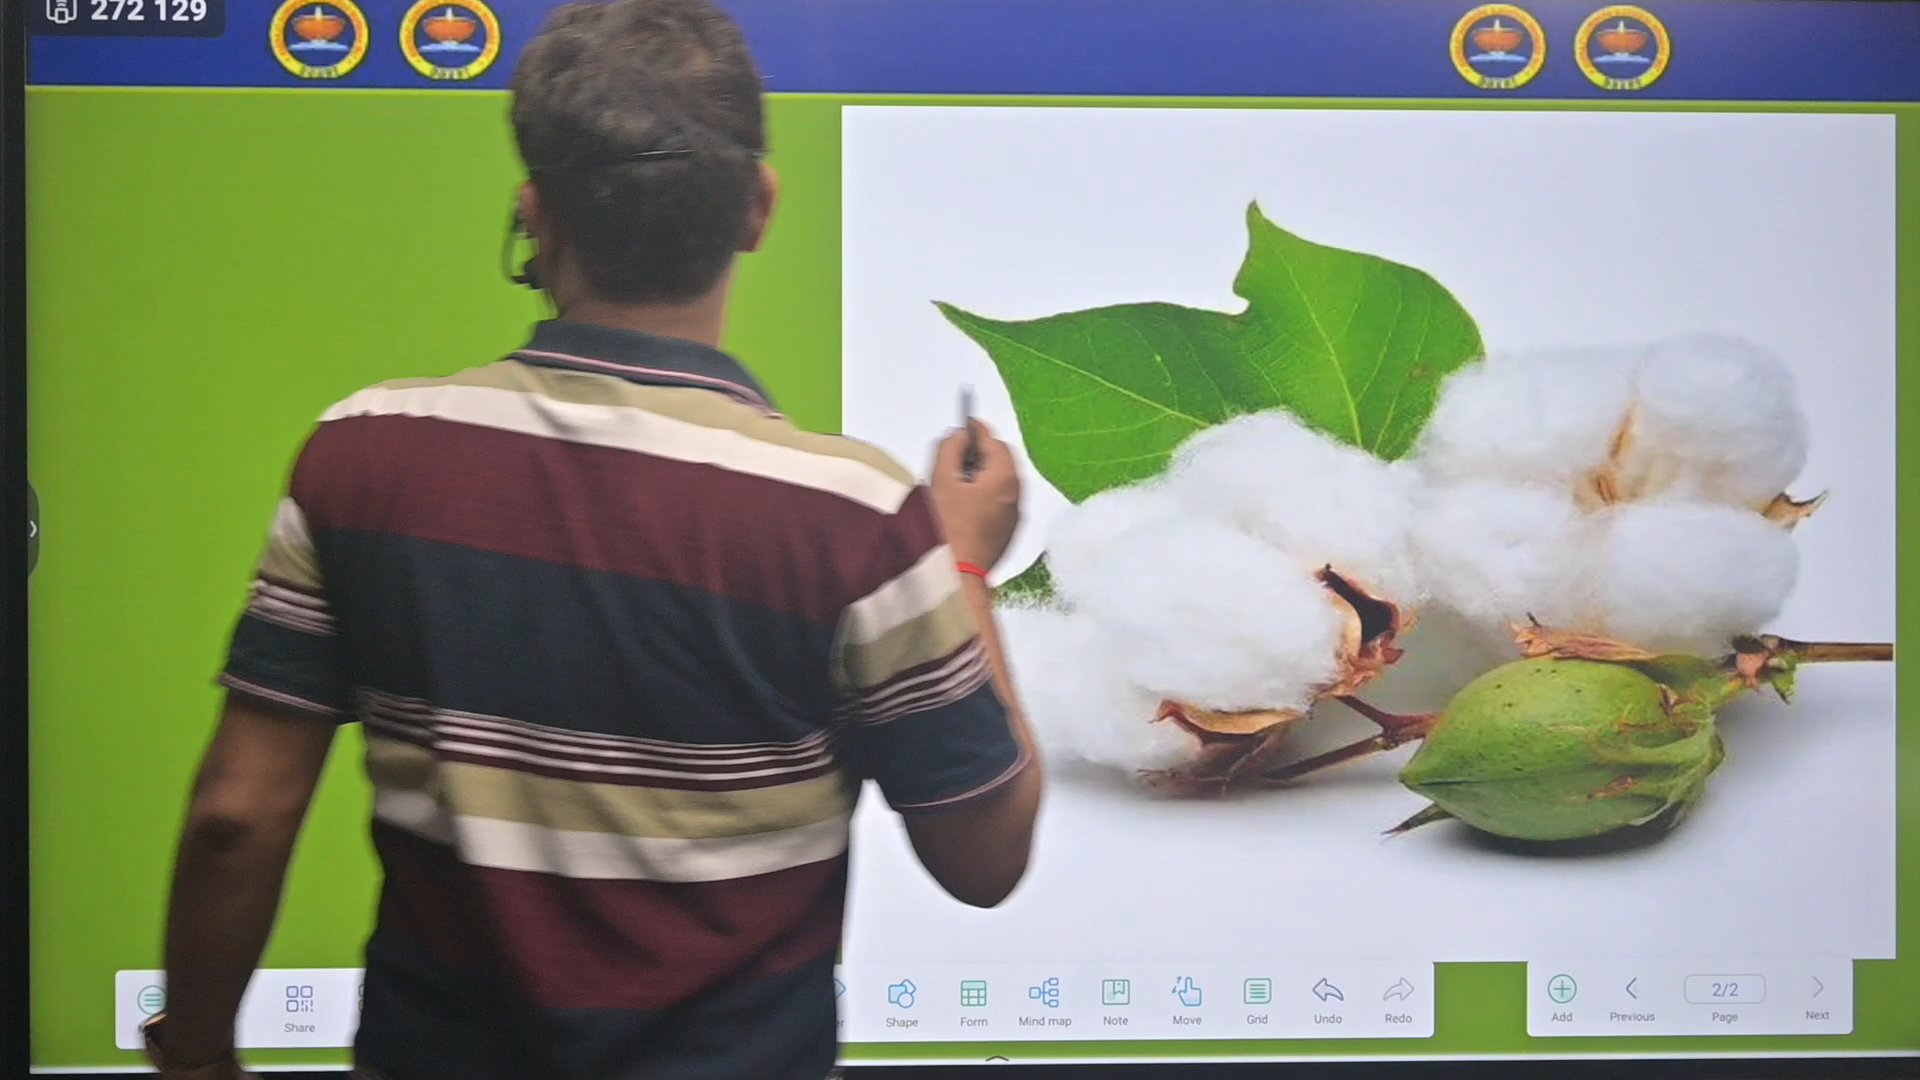 272 129
Share
Shape
Form
Mind map
Note
Move
Grid
Undo
Redo
Add
Previous
2/2
Page
Next